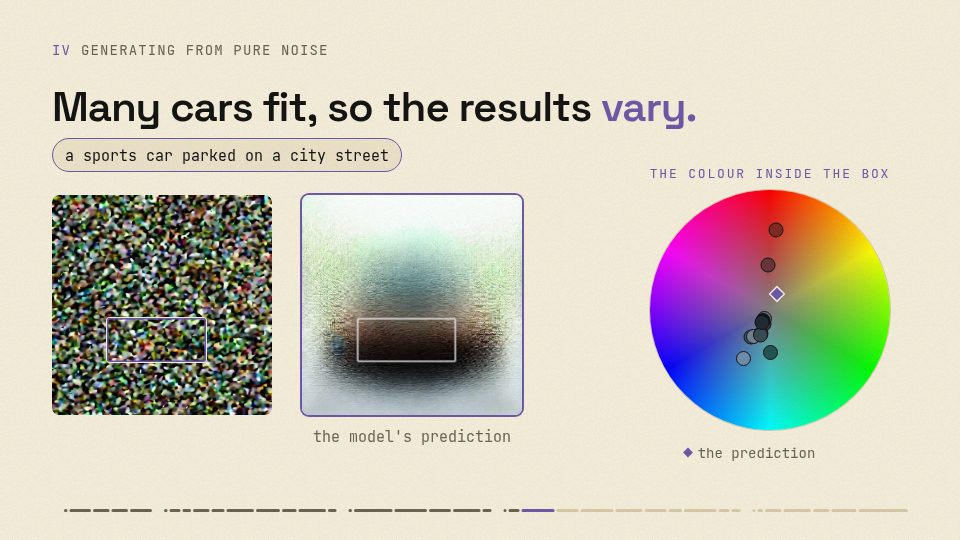 IV GENERATING FROM PURE NOISE
Many cars fit, so the results vary.
a sports car parked on a city street
THE COLOUR INSIDE THE BOX
the model's prediction
the prediction